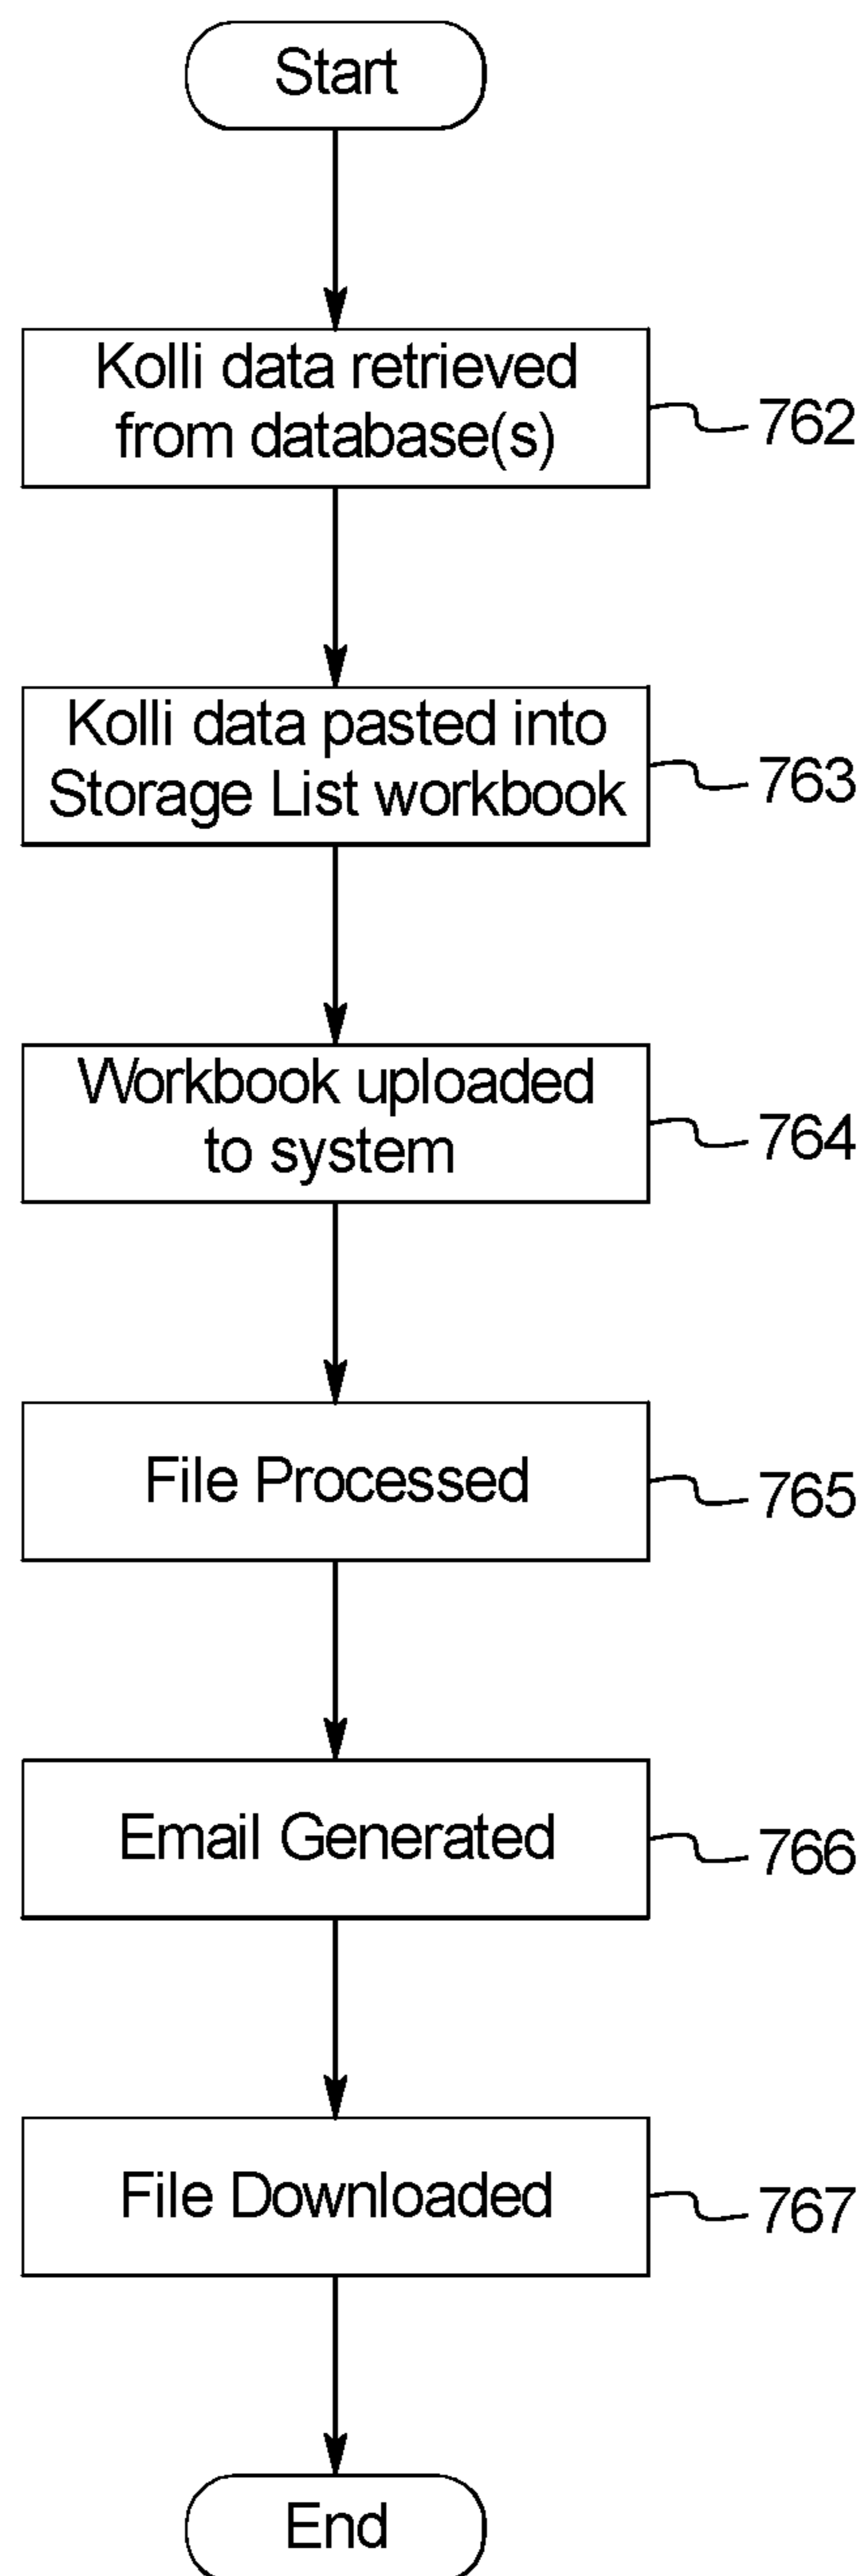 Start
Kolli data retrieved
from database(s)
762
Kolli data pasted into
Storage List workbook
763
Workbook uploaded
to system
764
File Processed
765
Email Generated
766
File Downloaded
767
End